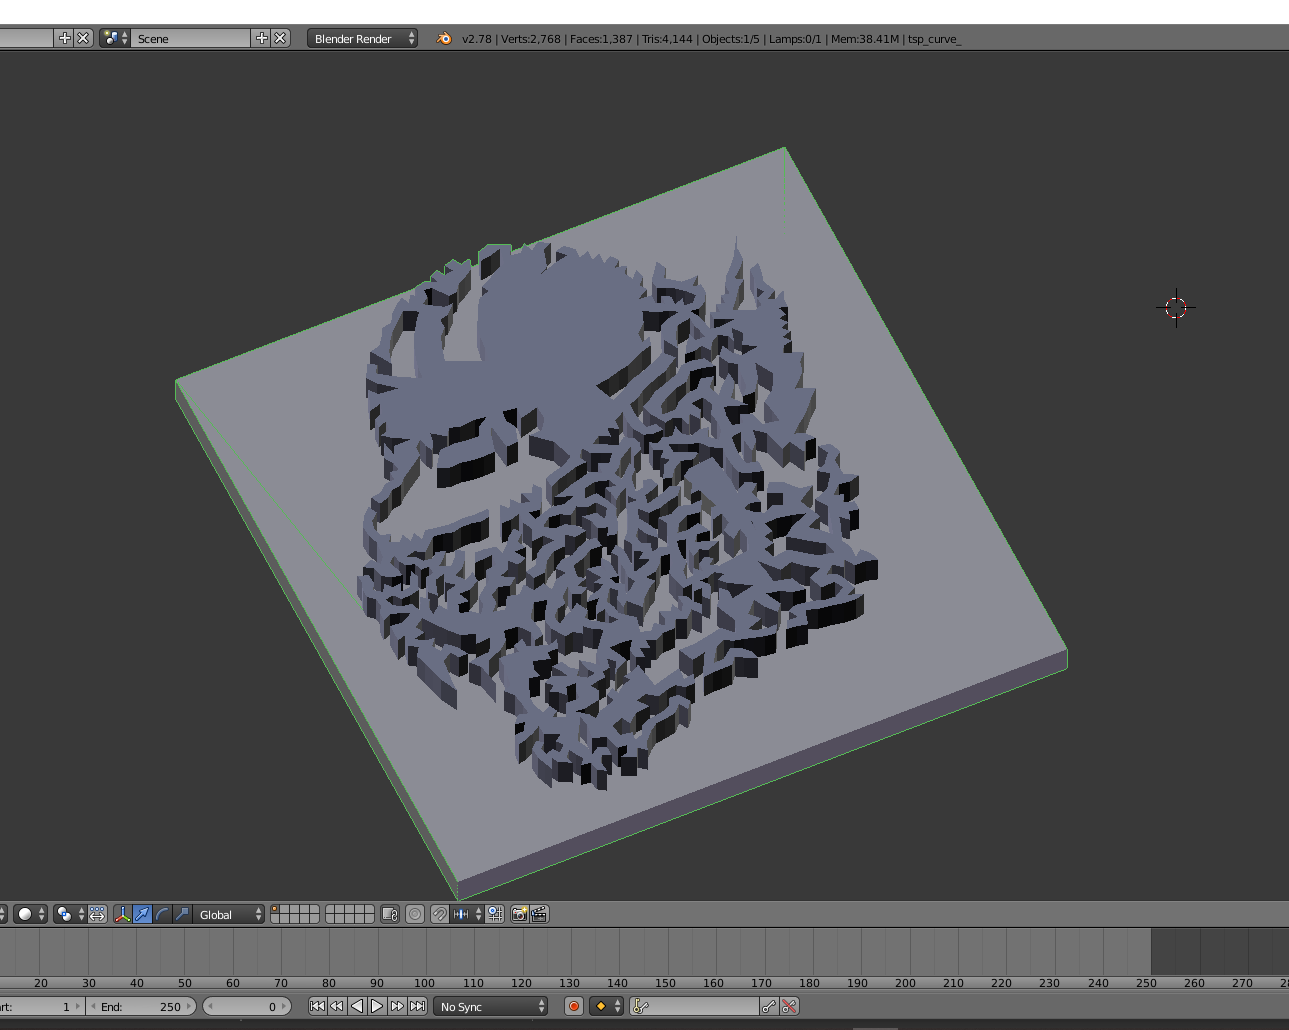 Scene Blender Render v2.78 | Verts:2,768 | Faces:1,387 | Tris:4,144 | Objects:1/5 | Lamps:0/1 | Mem:38.41M | tsp_curve_
Global
20 30 40 50 60 70 80 90 100 110 120 130 140 150 160 170 180 190 200 210 220 230 240 250 260 270 28
rt: 1 End: 250 0 No Sync